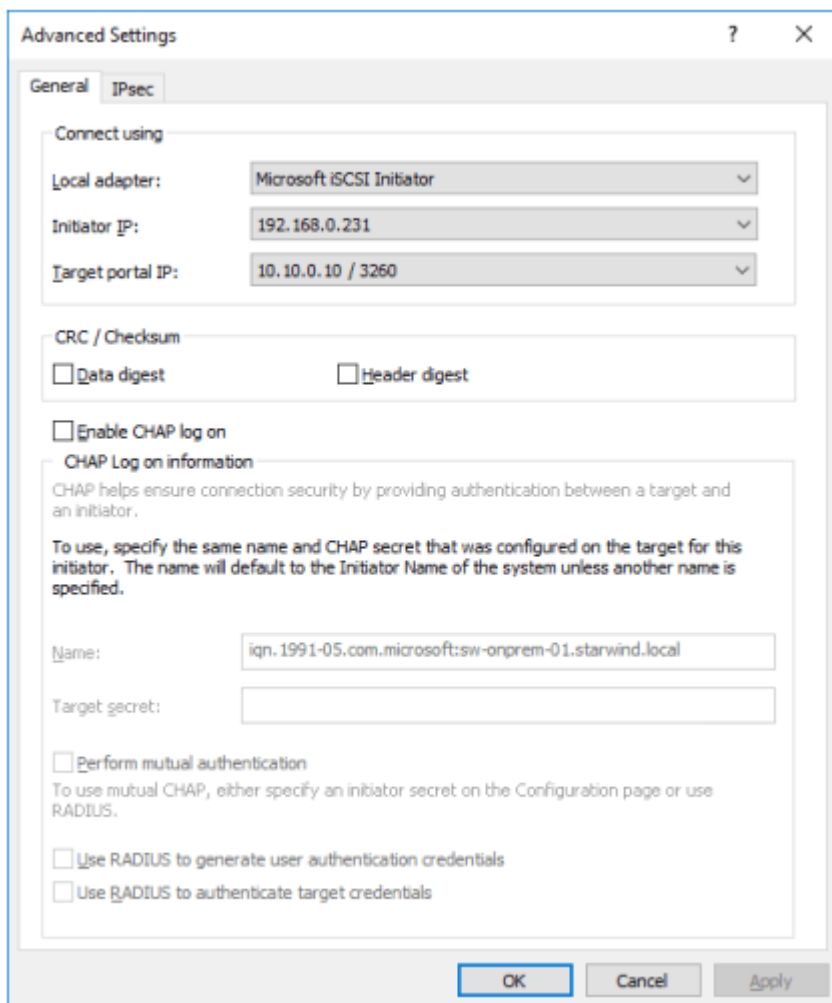 Advanced Settings
?
General
IPsec
Connect using
Local adapter:
Microsoft iSCSI Initiator
Initiator IP:
192.168.0.231
Target portal IP:
10.10.0.10 / 3260
CRC / Checksum
Data digest
Header digest
Enable CHAP log on
CHAP Log on information
CHAP helps ensure connection security by providing authentication between a target and
an initiator.
To use, specify the same name and CHAP secret that was configured on the target for this
initiator.  The name will default to the Initiator Name of the system unless another name is
specified.
Name:
iqn.1991-05.com.microsoft:sw-onprem-01.starwind.local
Target secret:
Perform mutual authentication
To use mutual CHAP, either specify an initiator secret on the Configuration page or use
RADIUS.
Use RADIUS to generate user authentication credentials
Use RADIUS to authenticate target credentials
OK
Cancel
Apply